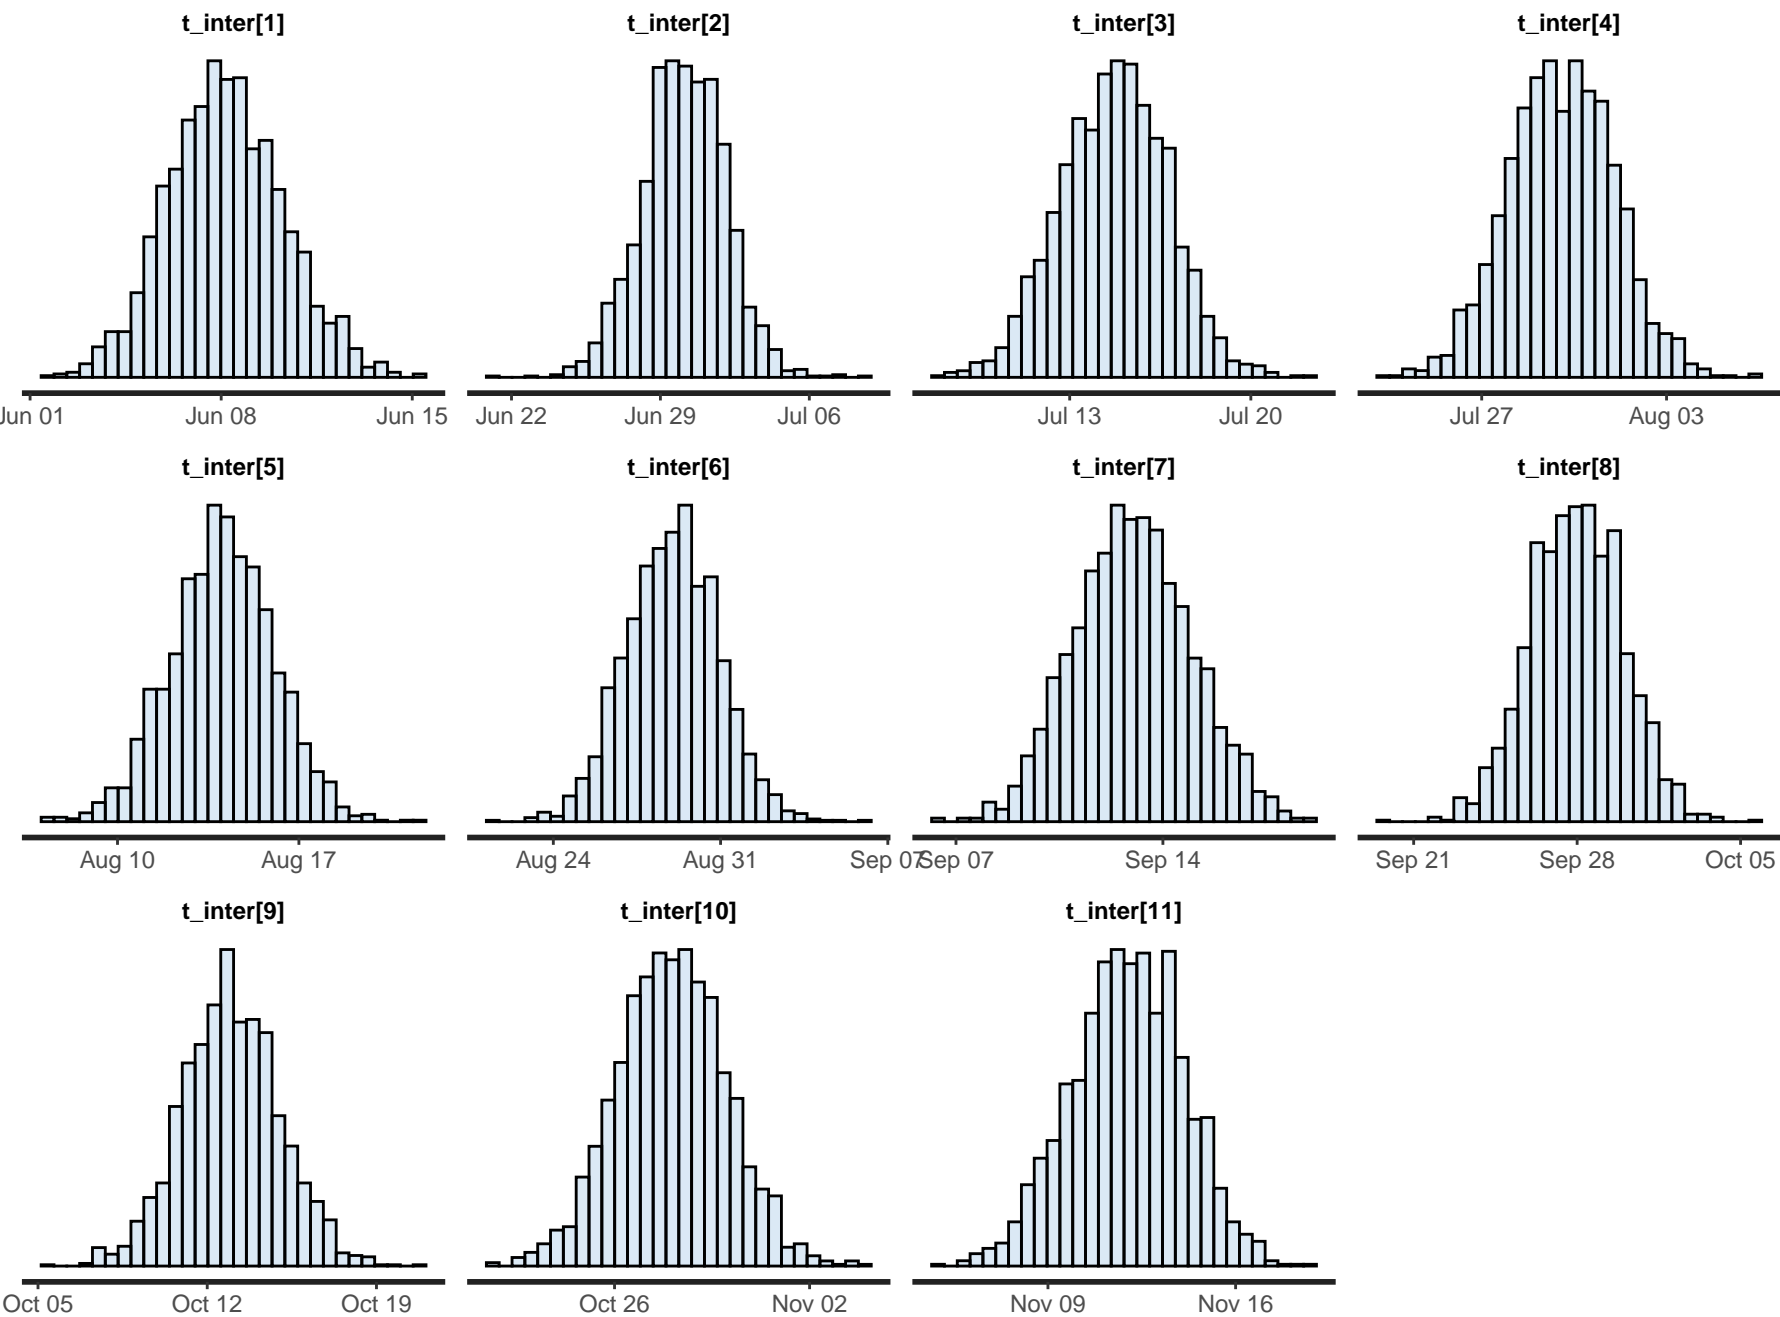 t_inter[1] t_inter[2] t_inter[3] t_inter[4]
Jun 01 Jun 08 Jun 15 Jun 22 Jun 29 Jul 06 Jul 13 Jul 20 Jul 27 Aug 03
t_inter[5] t_inter[6] t_inter[7] t_inter[8]
Aug 10 Aug 17 Aug 24 Aug 31 Sep 07 Sep 07 Sep 14 Sep 21 Sep 28 Oct 05
t_inter[9] t_inter[10] t_inter[11]
Oct 05 Oct 12 Oct 19 Oct 26 Nov 02 Nov 09 Nov 16